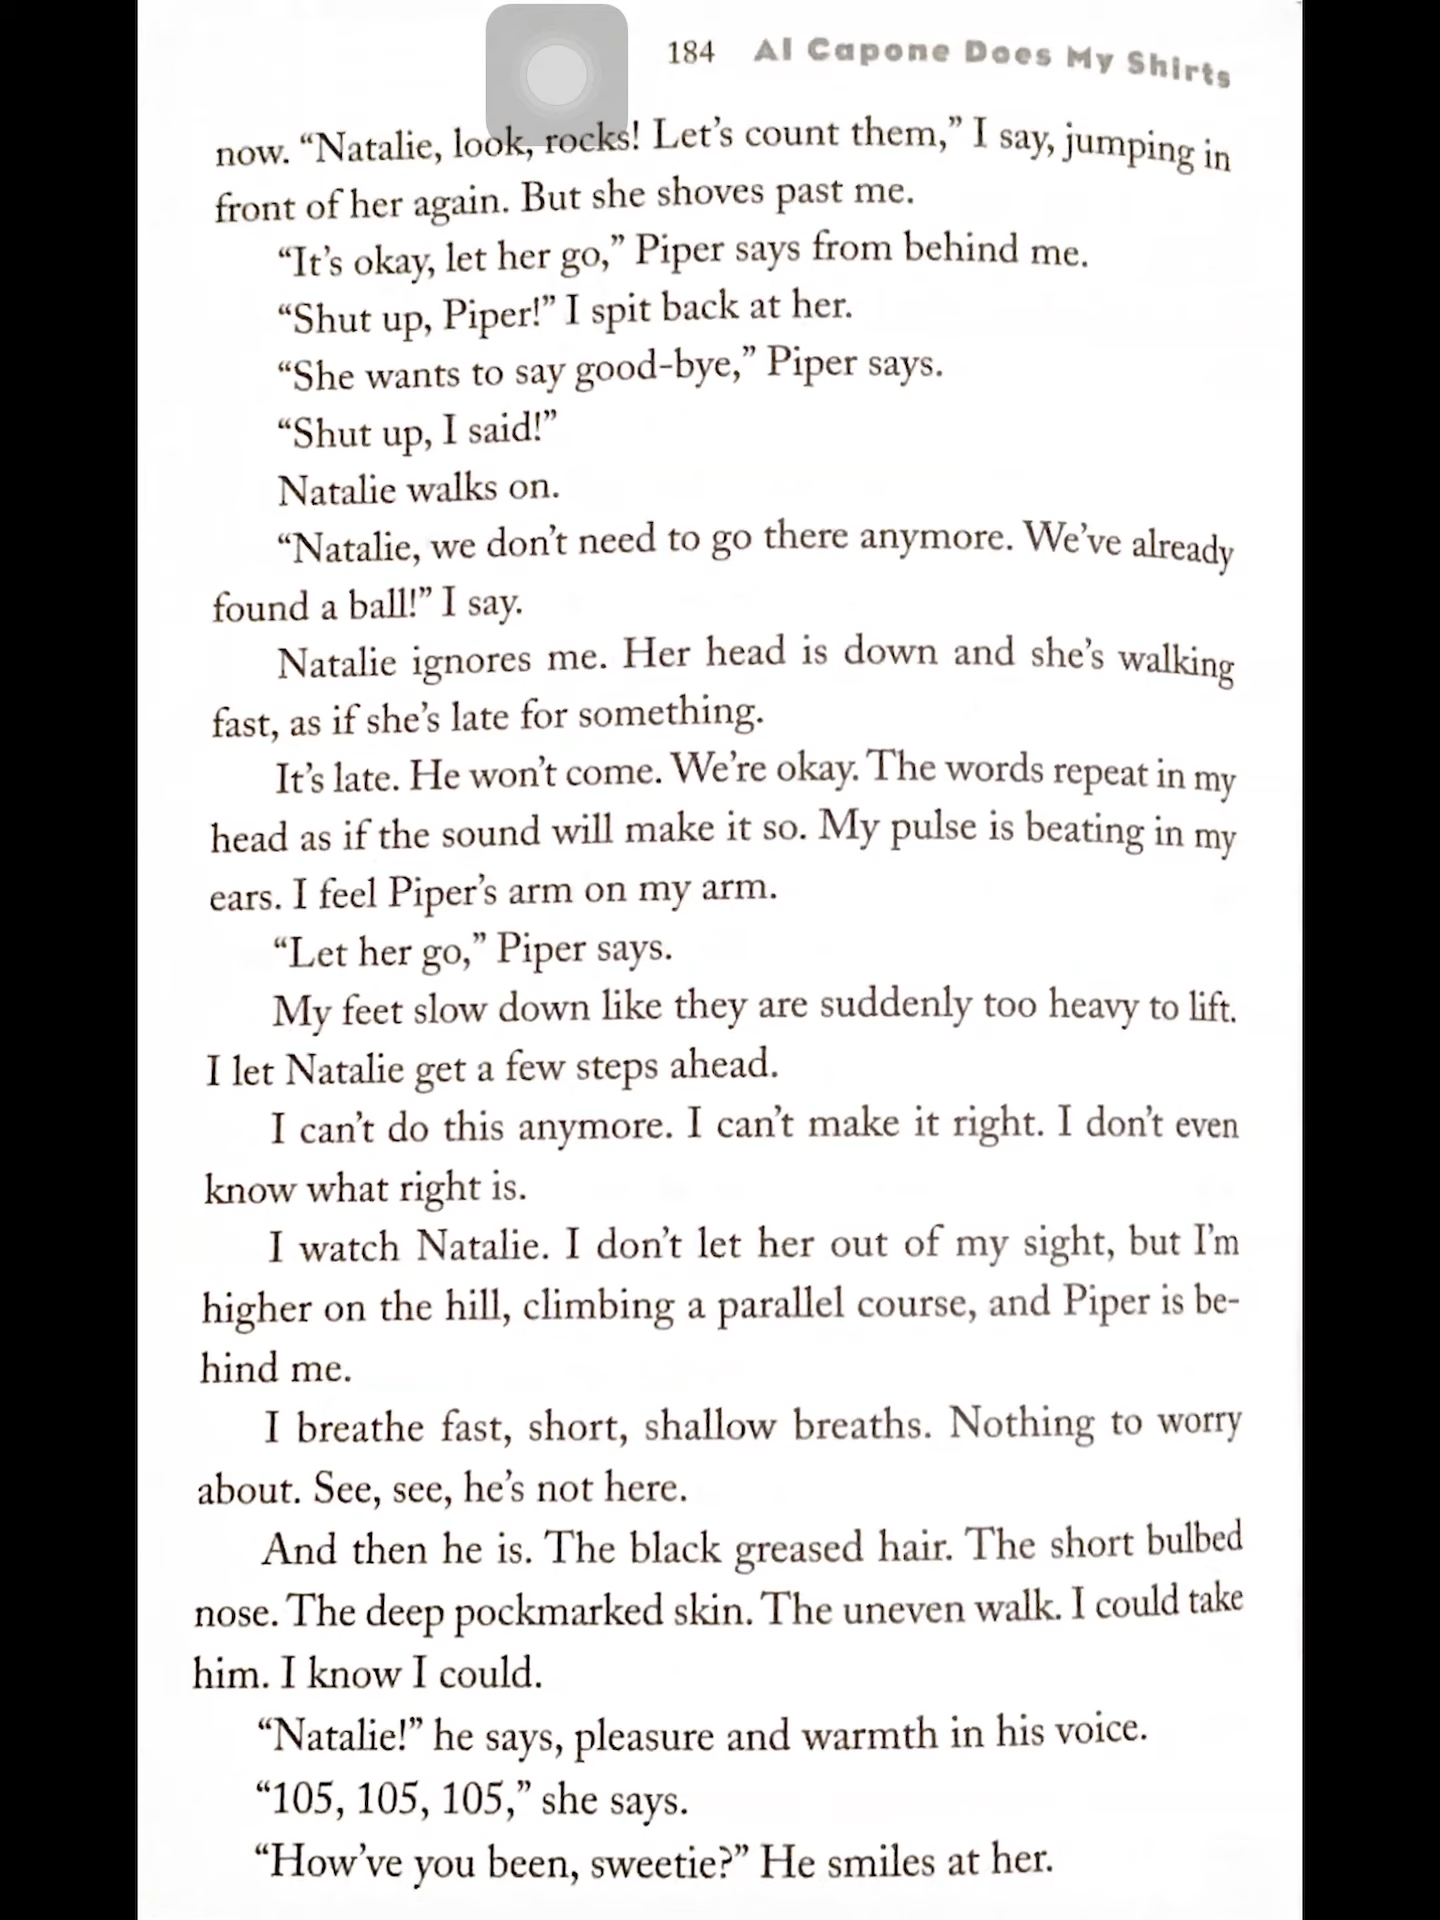 184 Al Capone Does My Shirts
now. “Natalie, look, rocks! Let’s count them,” I say, jumping in
front of her again. But she shoves past me.
“It’s okay, let her go,” Piper says from behind me.
“Shut up, Piper!” I spit back at her.
“She wants to say good-bye,” Piper says.
“Shut up, I said!”
Natalie walks on.
“Natalie, we don’t need to go there anymore. We’ve already
found a ball!” I say.
Natalie ignores me. Her head is down and she’s walking
fast, as if she’s late for something.
It’s late. He won’t come. We’re okay. The words repeat in my
head as if the sound will make it so. My pulse is beating in my
ears. I feel Piper’s arm on my arm.
“Let her go,” Piper says.
My feet slow down like they are suddenly too heavy to lift.
I let Natalie get a few steps ahead.
I can’t do this anymore. I can’t make it right. I don’t even
know what right is.
I watch Natalie. I don’t let her out of my sight, but I’m
higher on the hill, climbing a parallel course, and Piper is be-
hind me.
I breathe fast, short, shallow breaths. Nothing to worry
about. See, see, he’s not here.
And then he is. The black greased hair. The short bulbed
nose. The deep pockmarked skin. The uneven walk. I could take
him. I know I could.
“Natalie!” he says, pleasure and warmth in his voice.
“105, 105, 105,” she says.
“How’ve you been, sweetie?” He smiles at her.